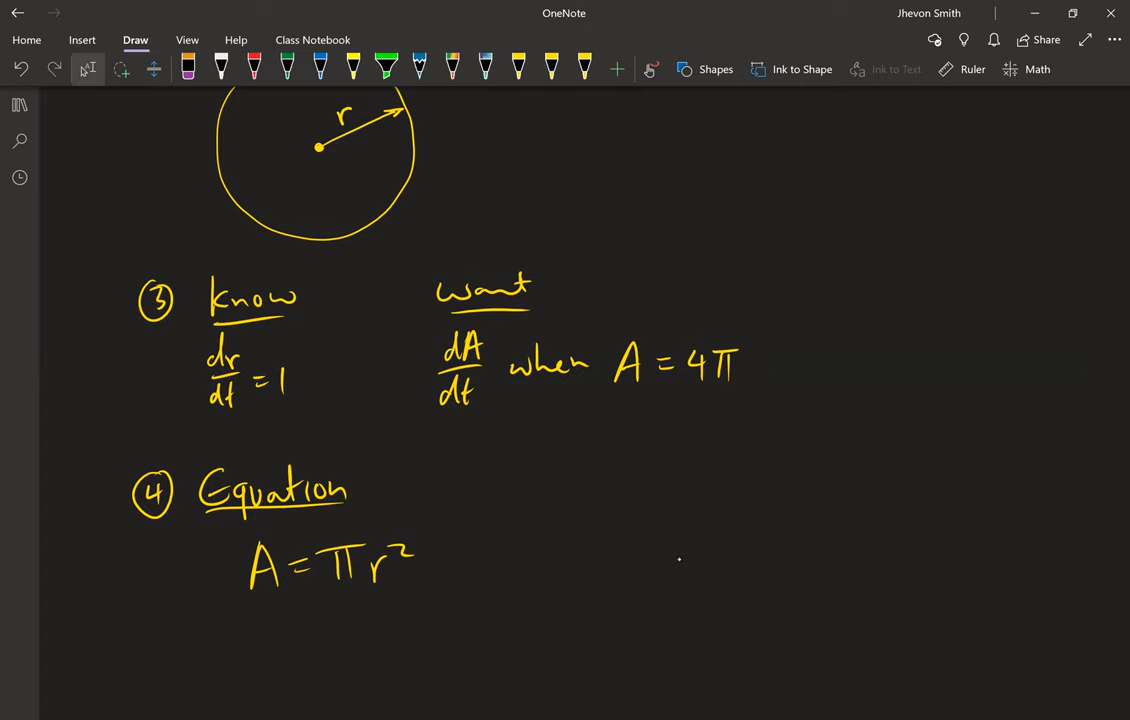 OneNote
Jhevon Smith
Home Insert Draw View Help Class Notebook
Share
Shapes Ink to Shape Ink to Text Ruler Math
r
③ Know Want
dr/dt = 1 dA/dt when A = 4π
④ Equation
A = πr²